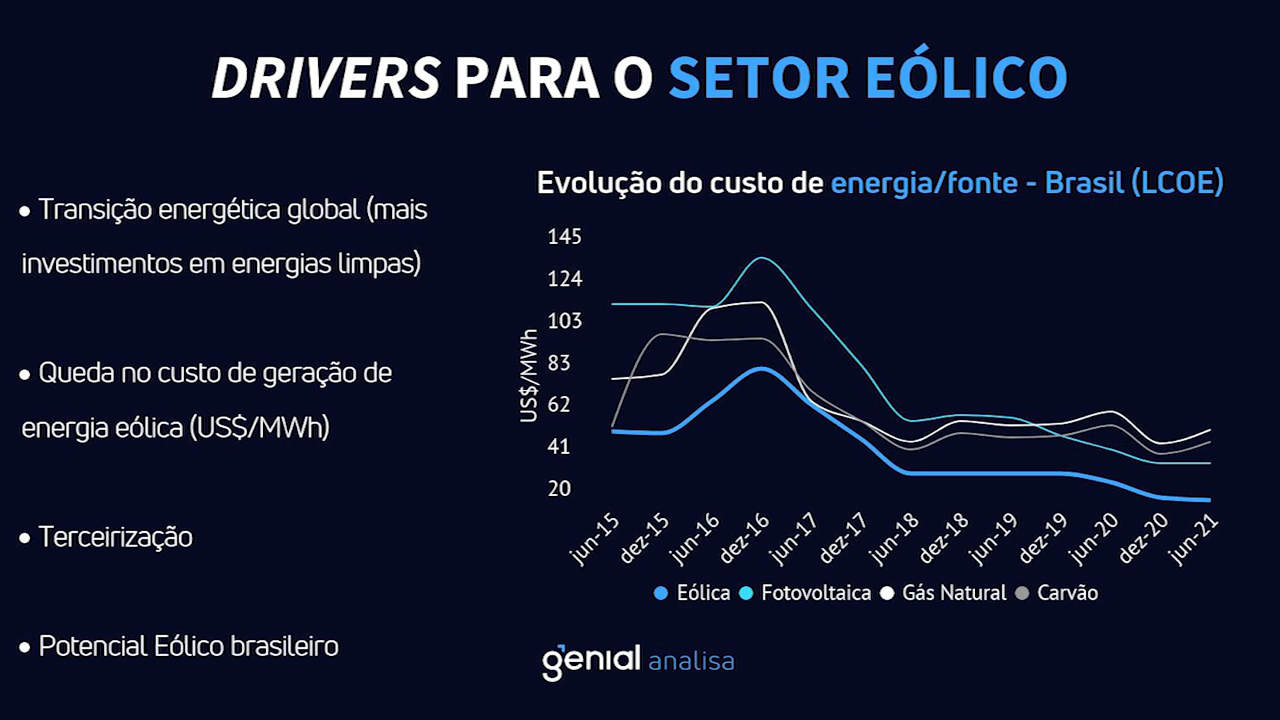 DRIVERS PARA O SETOR EÓLICO
• Transição energética global (mais
investimentos em energias limpas)
• Queda no custo de geração de
energia eólica (US$/MWh)
• Terceirização
• Potencial Eólico brasileiro
Evolução do custo de energia/fonte - Brasil (LCOE)
145
124
103
83
62
41
20
US$/MWh
jun-15
dez-15
jun-16
dez-16
jun-17
dez-17
jun-18
dez-18
jun-19
dez-19
jun-20
dez-20
jun-21
Eólica Fotovoltaica Gás Natural Carvão
genial analisa